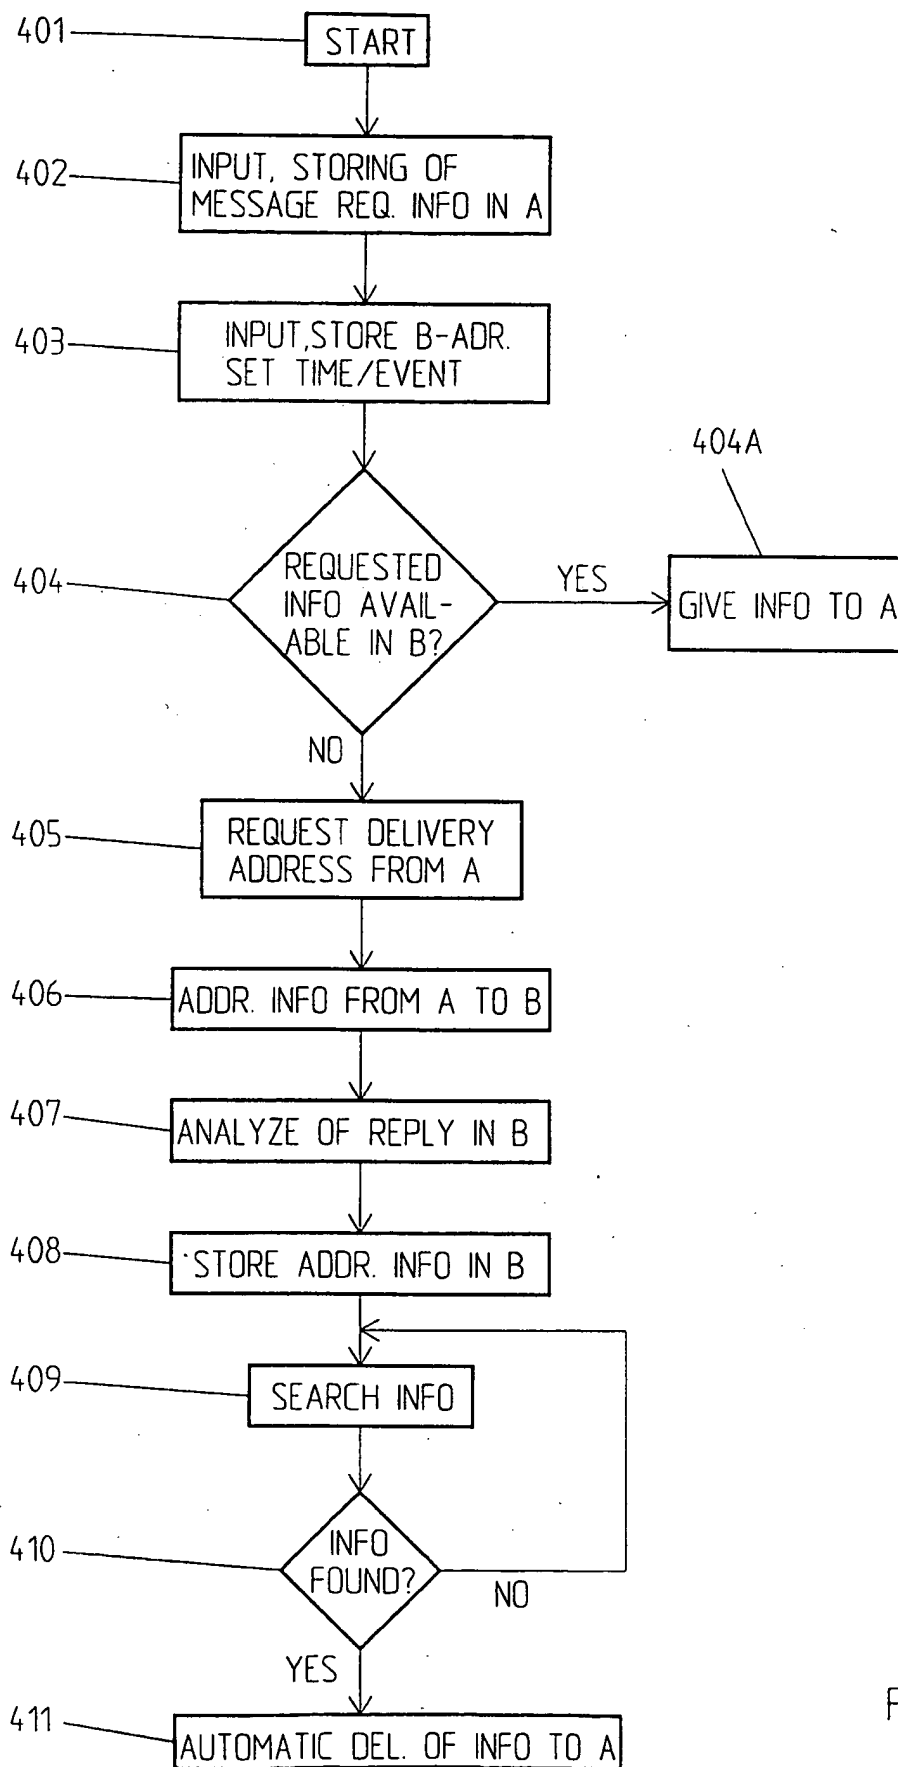 401
START
402
INPUT, STORING OF
MESSAGE REQ. INFO IN A
403
INPUT,STORE B-ADR.
SET TIME/EVENT
404A
404
REQUESTED
INFO AVAIL-
ABLE IN B?
YES
GIVE INFO TO A
NO
405
REQUEST DELIVERY
ADDRESS FROM A
406
ADDR. INFO FROM A TO B
407
ANALYZE OF REPLY IN B
408
STORE ADDR. INFO IN B
409
SEARCH INFO
410
INFO
FOUND?
NO
YES
411
AUTOMATIC DEL. OF INFO TO A